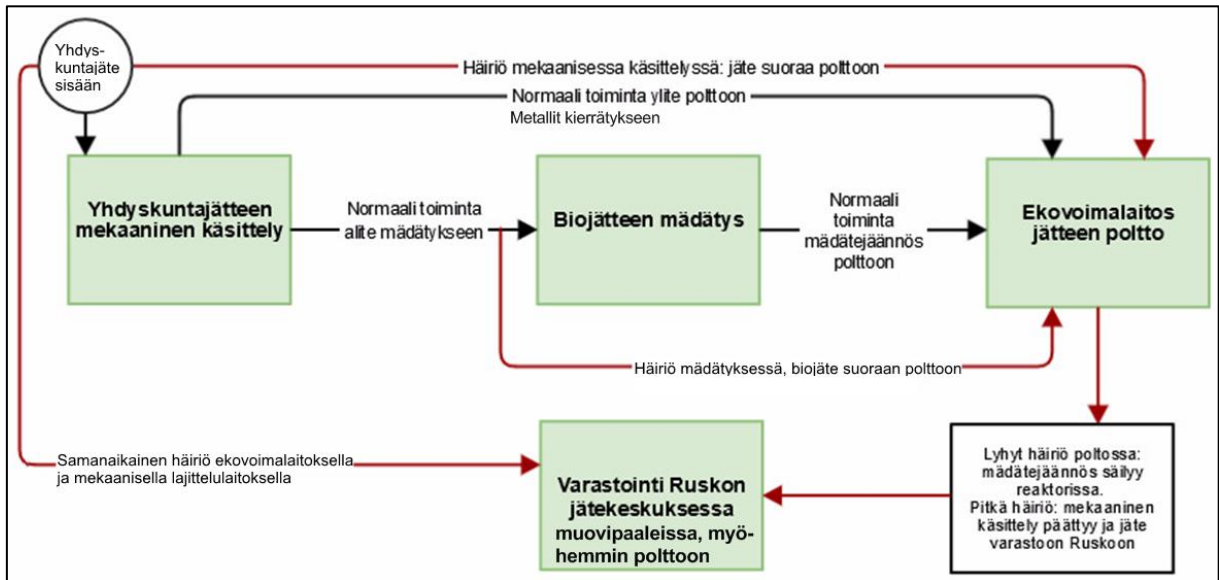 Yhdys-
kuntajäte
sisään
Häiriö mekaanisessa käsittelyssä: jäte suoraa polttoon
Normaali toiminta ylite polttoon
Metallit kierrätykseen
Yhdyskuntajätteen
mekaaninen käsittely
Normaali toiminta
alite mädätykseen
Biojätteen mädätys
Normaali
toiminta
mädätejäännös
polttoon
Ekovoimalaitos
jätteen poltto
Häiriö mädätyksessä, biojäte suoraan polttoon
Samanaikainen häiriö ekovoimalaitoksella
ja mekaanisella lajittelulaitoksella
Varastointi Ruskon
jätekeskuksessa
muovipaaleissa, myö-
hemmin polttoon
Lyhyt häiriö poltossa:
mädätejäännös säilyy
reaktorissa.
Pitkä häiriö: mekaaninen
käsittely päättyy ja jäte
varastoon Ruskoon